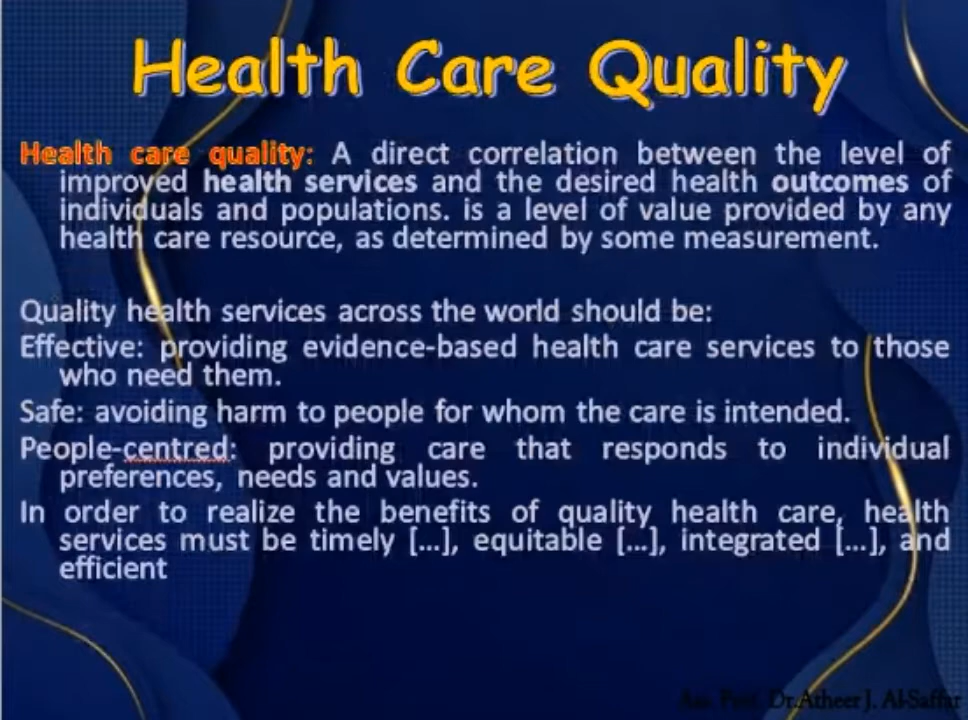 Health Care Quality
Health care quality: A direct correlation between the level of
improved health services and the desired health outcomes of
individuals and populations. is a level of value provided by any
health care resource, as determined by some measurement.
Quality health services across the world should be:
Effective: providing evidence-based health care services to those
who need them.
Safe: avoiding harm to people for whom the care is intended.
People-centred: providing care that responds to individual
preferences, needs and values.
In order to realize the benefits of quality health care, health
services must be timely [...], equitable [...], integrated [...], and
efficient
Ass. Prof. Dr.Atheer J. Al-Saffar